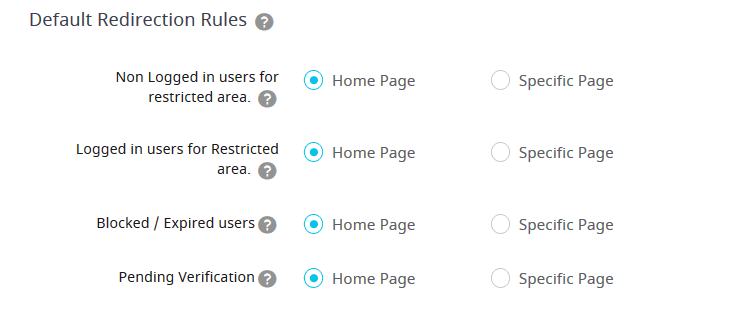 Default Redirection Rules ?
Non Logged in users for
restricted area. ?
Home Page
Specific Page
Logged in users for Restricted
area. ?
Home Page
Specific Page
Blocked / Expired users ?
Home Page
Specific Page
Pending Verification ?
Home Page
Specific Page